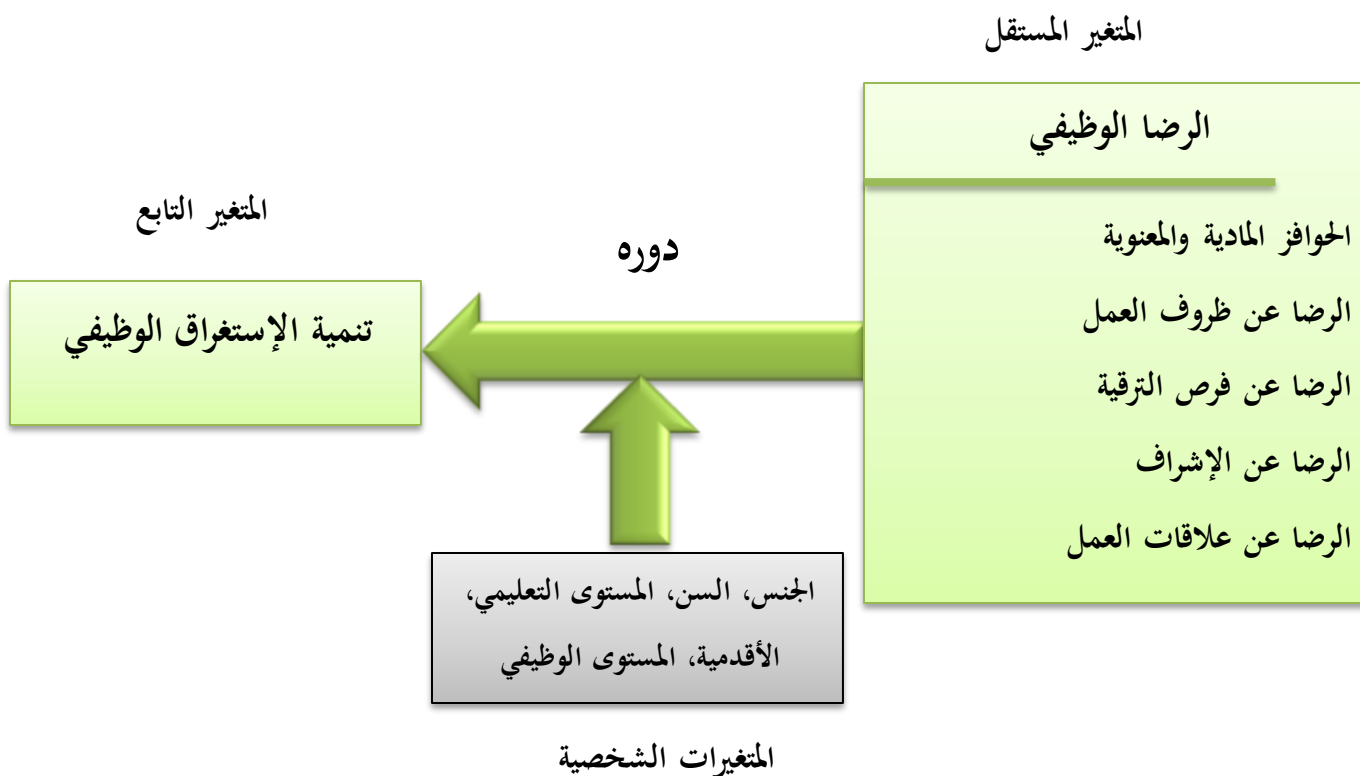 المتغير المستقل
الرضا الوظيفي
الحوافز المادية والمعنوية
الرضا عن ظروف العمل
الرضا عن فرص الترقية
الرضا عن الإشراف
الرضا عن علاقات العمل
دوره
المتغير التابع
تنمية الإستغراق الوظيفي
الجنس، السن، المستوى التعليمي،
الأقدمية، المستوى الوظيفي
المتغيرات الشخصية